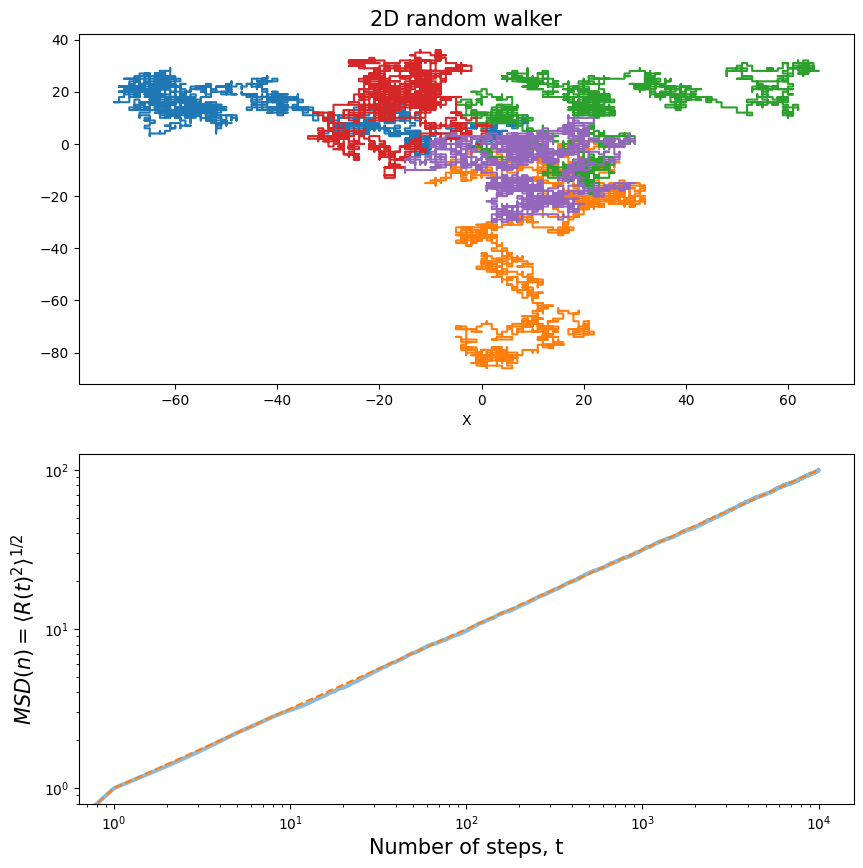 2D random walker
40
20
0
−20
−40
−60
−80
−60 −40 −20 0 20 40 60
X
10²
10¹
10⁰
MSD(n) = ⟨R(t)²⟩^{1/2}
10⁰ 10¹ 10² 10³ 10⁴
Number of steps, t